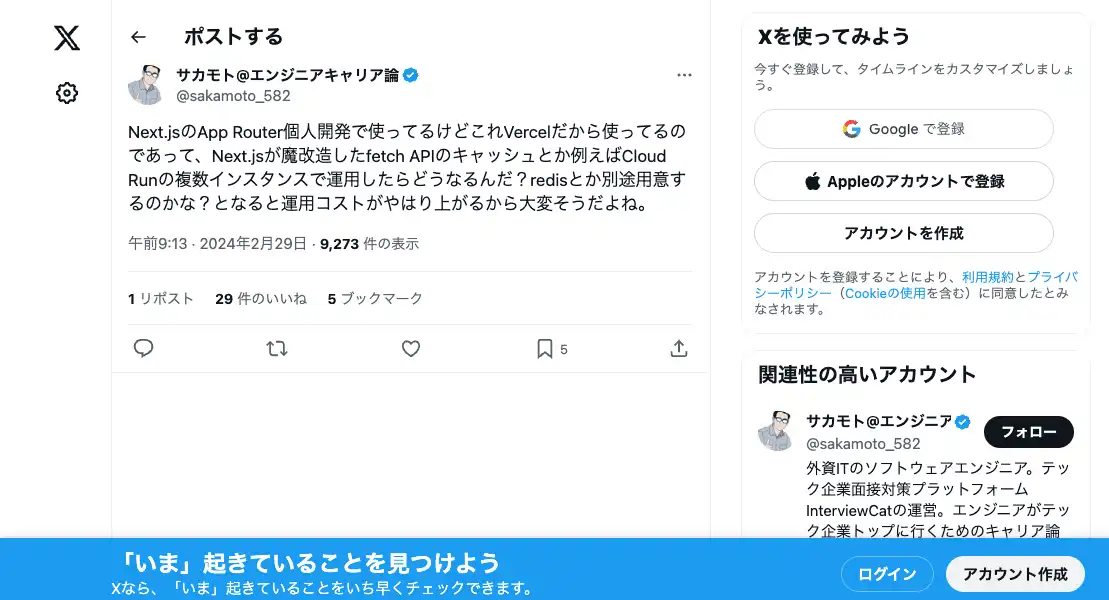 ポストする
サカモト@エンジニアキャリア論
@sakamoto_582
Next.jsのApp Router個人開発で使ってるけどこれVercelだから使ってるの
であって、Next.jsが魔改造したfetch APIのキャッシュとか例えばCloud
Runの複数インスタンスで運用したらどうなるんだ？redisとか別途用意す
るのかな？となると運用コストがやはり上がるから大変そうだよね。
午前9:13 · 2024年2月29日 · 9,273 件の表示
1 リポスト 29 件のいいね 5 ブックマーク
5
Xを使ってみよう
今すぐ登録して、タイムラインをカスタマイズしましょ
う。
Google で登録
Appleのアカウントで登録
アカウントを作成
アカウントを登録することにより、利用規約とプライバ
シーポリシー（Cookieの使用を含む）に同意したとみ
なされます。
関連性の高いアカウント
サカモト@エンジニア
フォロー
@sakamoto_582
外資ITのソフトウェアエンジニア。テッ
ク企業面接対策プラットフォーム
InterviewCatの運営。エンジニアがテッ
ク企業トップに行くためのキャリア論
「いま」起きていることを見つけよう
Xなら、「いま」起きていることをいち早くチェックできます。
ログイン
アカウント作成